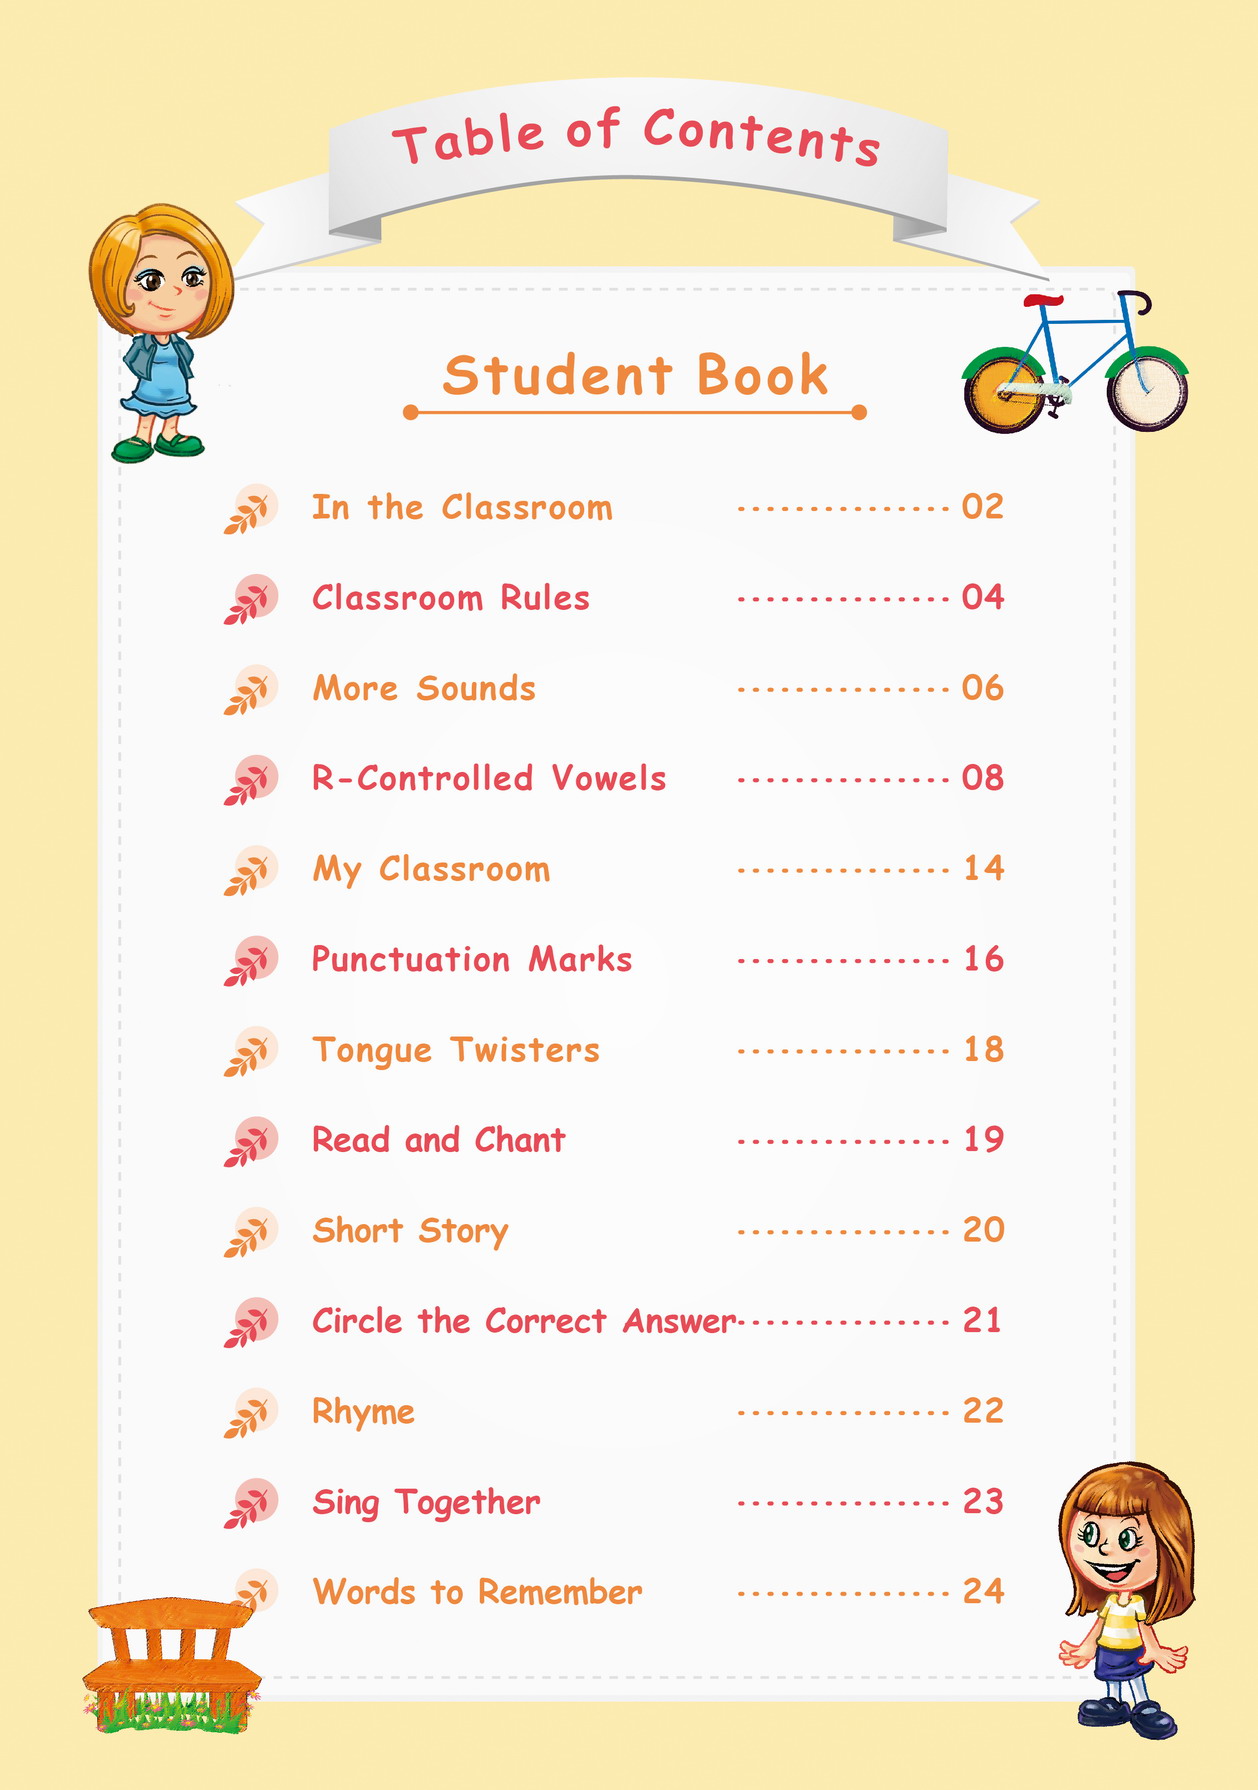 Table of Contents
Student Book
In the Classroom --------------- 02
Classroom Rules --------------- 04
More Sounds --------------- 06
R-Controlled Vowels --------------- 08
My Classroom --------------- 14
Punctuation Marks --------------- 16
Tongue Twisters --------------- 18
Read and Chant --------------- 19
Short Story --------------- 20
Circle the Correct Answer--------------- 21
Rhyme --------------- 22
Sing Together --------------- 23
Words to Remember --------------- 24